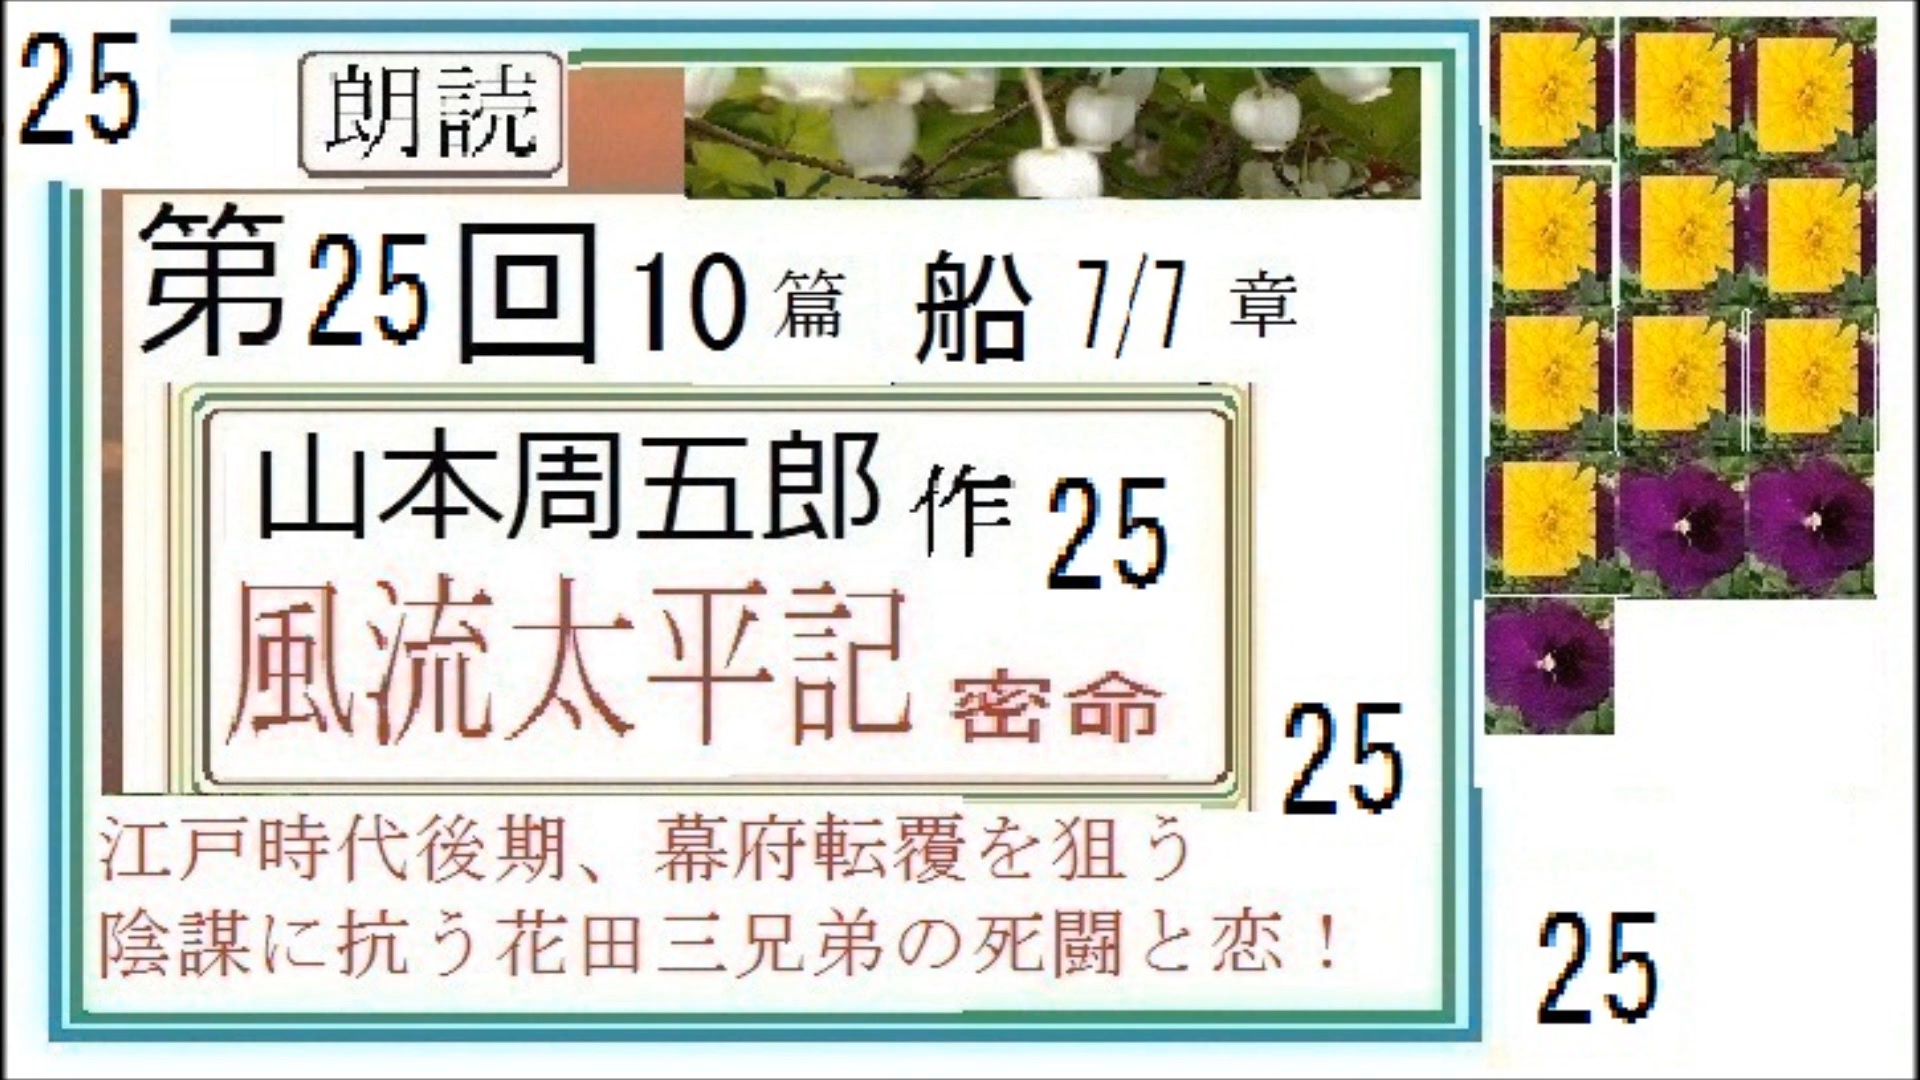 25
朗読
第25回 10篇 船 7/7 章
山本周五郎 作 25
風流太平記 密命
25
江戸時代後期、幕府転覆を狙う
陰謀に抗う花田三兄弟の死闘と恋！
25